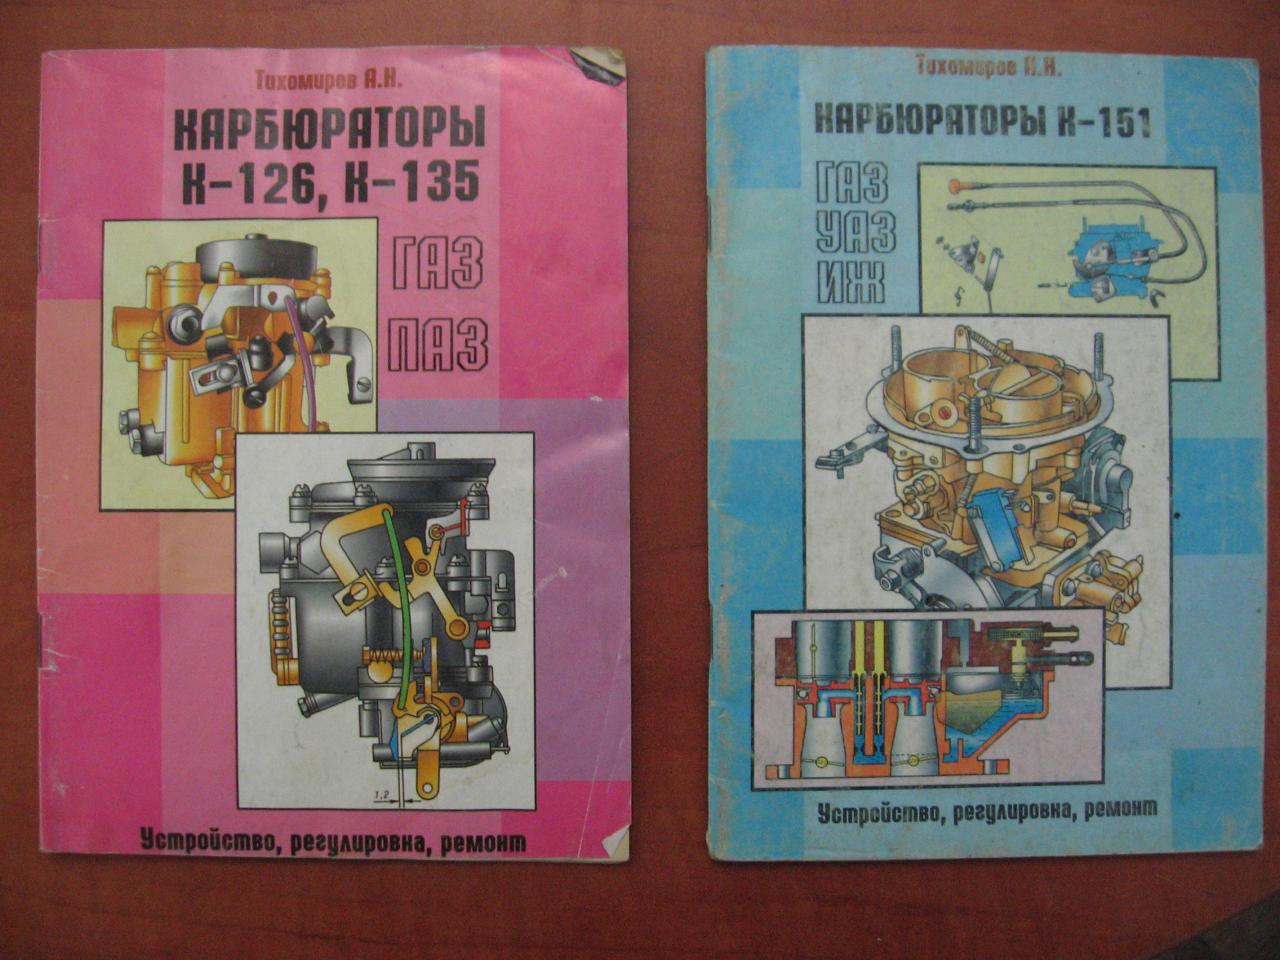 Тихомиров А.Н.
КАРБЮРАТОРЫ
К-126, К-135
ГАЗ
ПАЗ
1,2
Устройство, регулировка, ремонт
Тихомиров Н.Н.
КАРБЮРАТОРЫ К-151
ГАЗ
УАЗ
ИЖ
Устройство, регулировка, ремонт